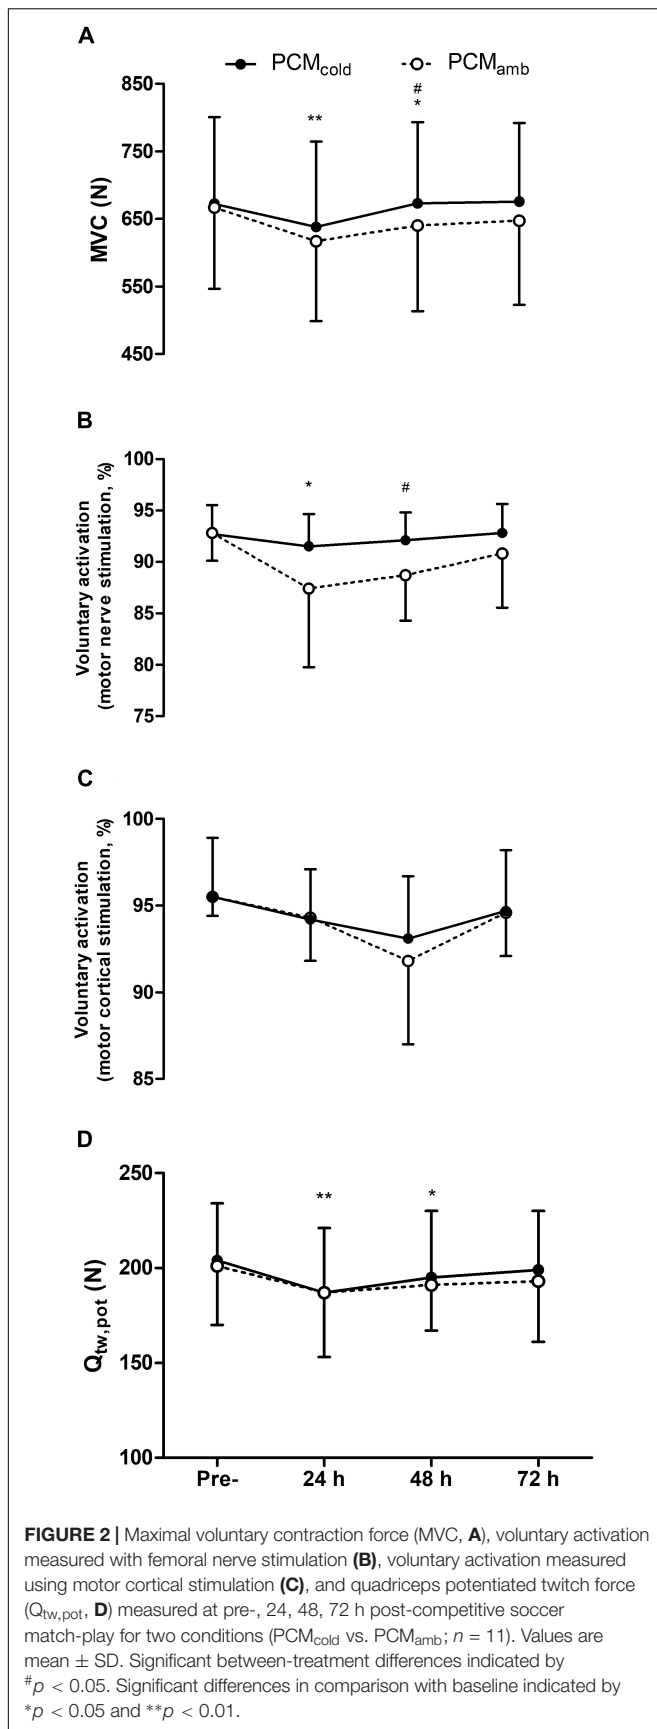 A
PCMcold PCMamb
850
750
650
550
450
MVC (N)
**
#
*
B
100
95
90
85
80
75
Voluntary activation
(motor nerve stimulation, %)
*
#
C
100
95
90
85
Voluntary activation
(motor cortical stimulation, %)
D
250
200
150
100
Qtw,pot (N)
**
*
Pre- 24 h 48 h 72 h
FIGURE 2 | Maximal voluntary contraction force (MVC, A), voluntary activation
measured with femoral nerve stimulation (B), voluntary activation measured
using motor cortical stimulation (C), and quadriceps potentiated twitch force
(Qtw,pot, D) measured at pre-, 24, 48, 72 h post-competitive soccer
match-play for two conditions (PCMcold vs. PCMamb; n = 11). Values are
mean ± SD. Significant between-treatment differences indicated by
#p < 0.05. Significant differences in comparison with baseline indicated by
*p < 0.05 and **p < 0.01.